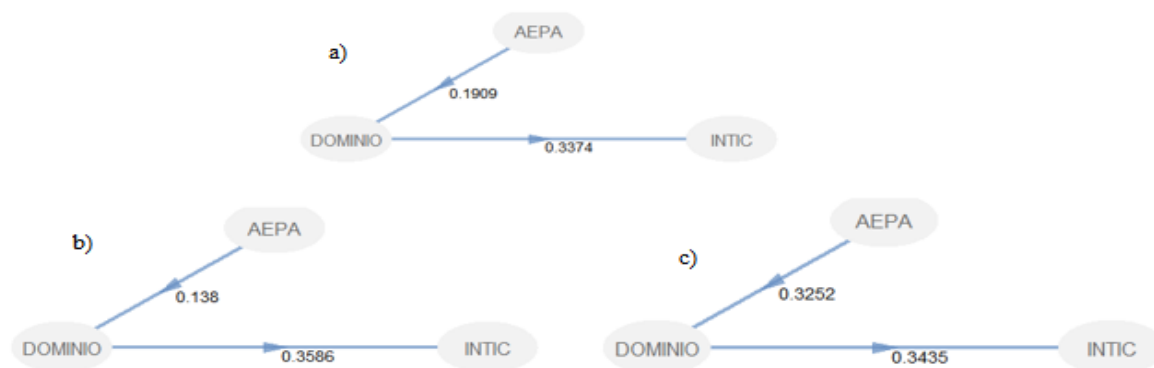 a)
AEPA
0.1909
DOMINIO
INTIC
0.3374
b)
AEPA
0.138
DOMINIO
INTIC
0.3586
c)
AEPA
0.3252
DOMINIO
INTIC
0.3435